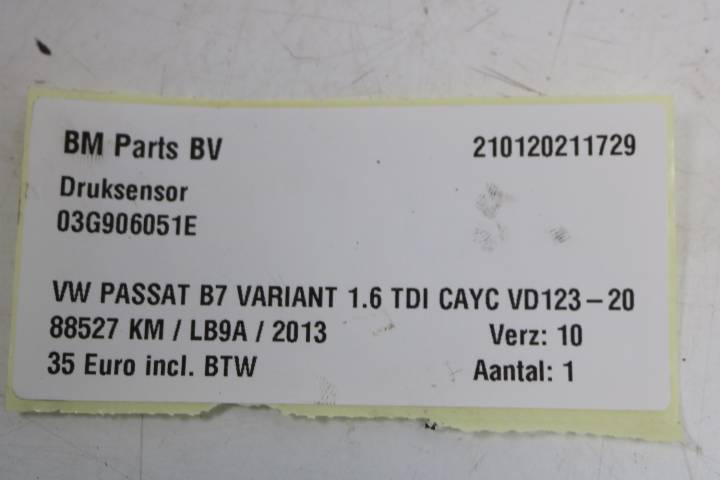 BM Parts BV 210120211729
Druksensor
03G906051E
VW PASSAT B7 VARIANT 1.6 TDI CAYC VD123-20
88527 KM / LB9A / 2013 Verz: 10
35 Euro incl. BTW Aantal: 1